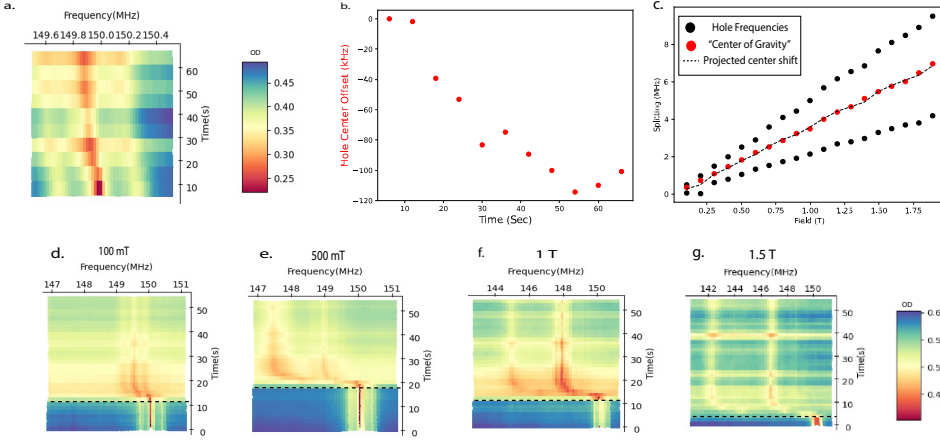 a.
Frequency(MHz)
149.6 149.8 150.0 150.2 150.4
60
50
40
30
20
10
Time(s)
OD
0.45
0.40
0.35
0.30
0.25
b.
0
−20
−40
−60
−80
−100
−120
Hole Center Offset (kHz)
10 20 30 40 50 60
Time (Sec)
c.
Hole Frequencies
"Center of Gravity"
Projected center shift
8
6
4
2
0
Splitting (MHz)
0.25 0.50 0.75 1.00 1.25 1.50 1.75
Field (T)
d.
100 mT
Frequency(MHz)
147 148 149 150 151
50
40
30
20
10
0
Time(s)
e.
500 mT
Frequency(MHz)
147 148 149 150 151
50
40
30
20
10
0
Time(s)
f.
1 T
Frequency(MHz)
144 146 148 150
50
40
30
20
10
0
Time(s)
g.
1.5 T
Frequency(MHz)
142 144 146 148 150
50
40
30
20
10
0
Time(s)
OD
0.6
0.6
0.5
0.5
0.4